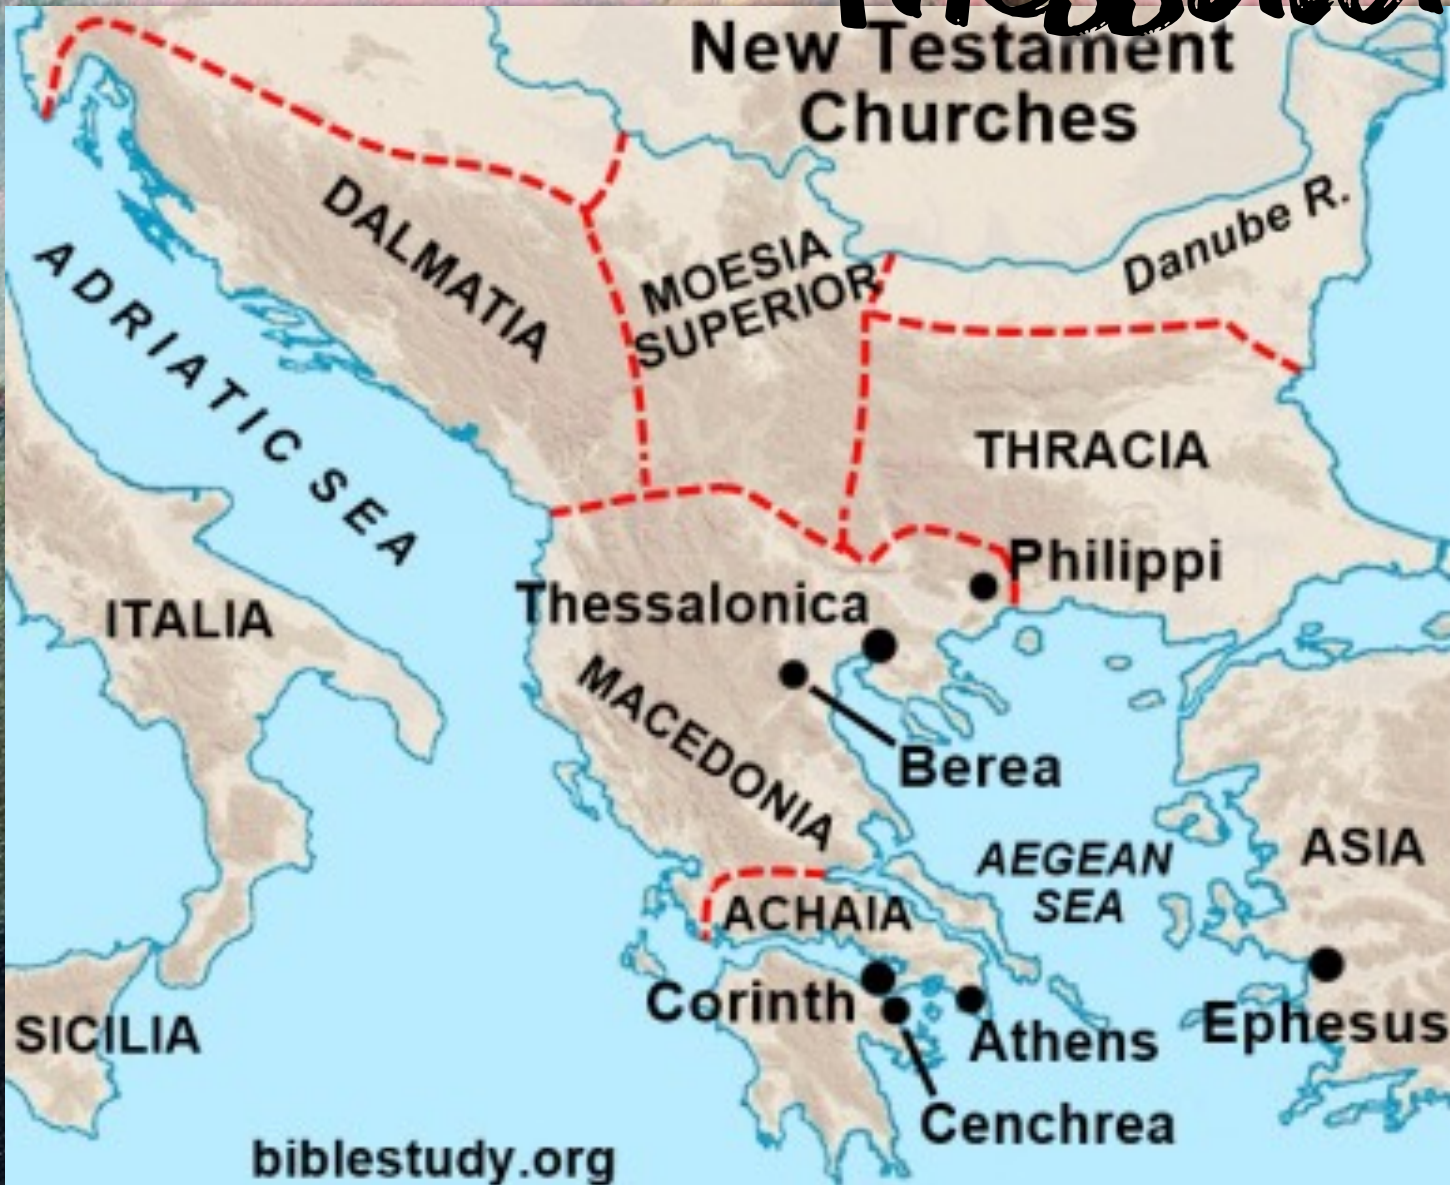 New Testament
Churches
Danube R.
DALMATIA
MOESIA
SUPERIOR
ADRIATIC SEA
THRACIA
Philippi
Thessalonica
ITALIA
MACEDONIA
Berea
AEGEAN
SEA
ASIA
ACHAIA
Corinth
Ephesus
SICILIA
Athens
Cenchrea
biblestudy.org